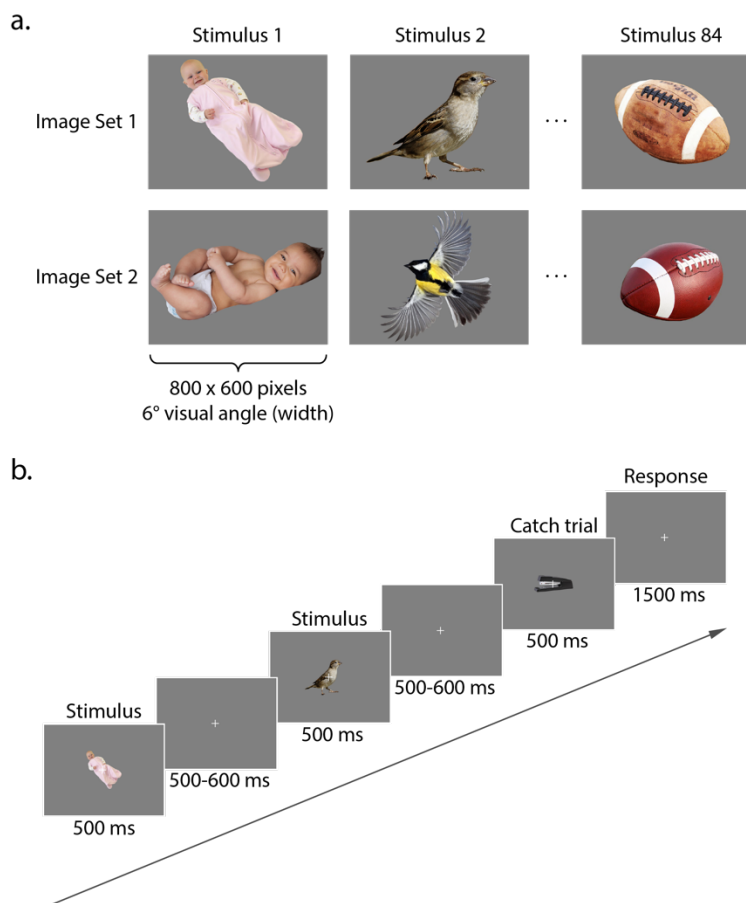 a.
Stimulus 1
Stimulus 2
Stimulus 84
Image Set 1
...
Image Set 2
...
800 x 600 pixels
6° visual angle (width)
b.
Response
Catch trial
1500 ms
Stimulus
500 ms
500-600 ms
Stimulus
500 ms
500-600 ms
500 ms